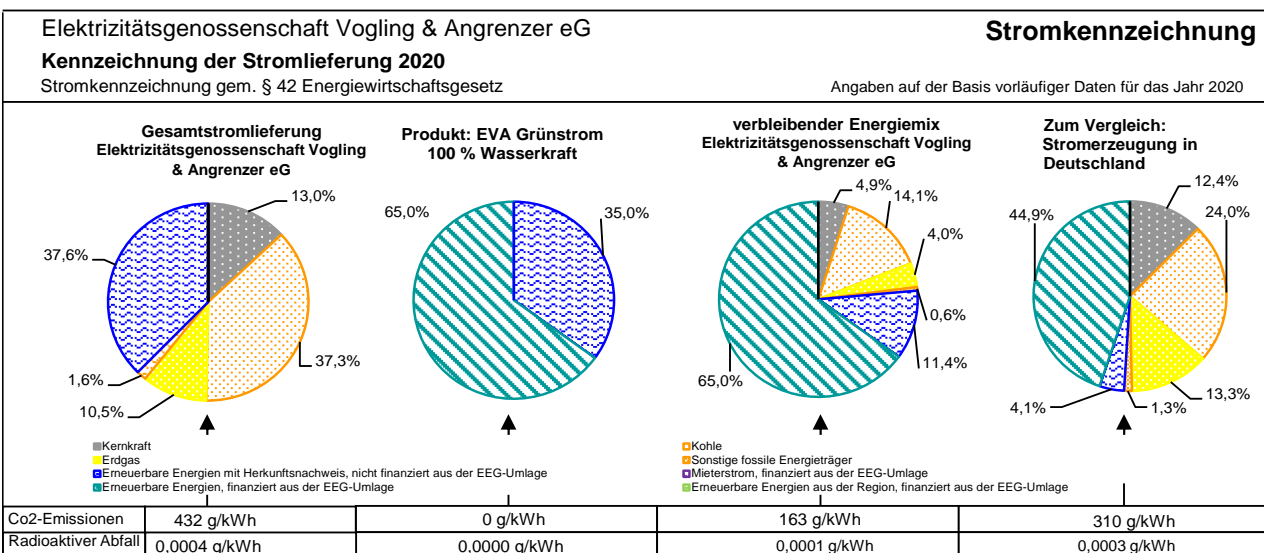 Elektrizitätsgenossenschaft Vogling & Angrenzer eG
Stromkennzeichnung
Kennzeichnung der Stromlieferung 2020
Stromkennzeichnung gem. § 42 Energiewirtschaftsgesetz
Angaben auf der Basis vorläufiger Daten für das Jahr 2020
Gesamtstromlieferung
Elektrizitätsgenossenschaft Vogling
& Angrenzer eG
13,0%
37,6%
37,3%
1,6%
10,5%
Produkt: EVA Grünstrom
100 % Wasserkraft
65,0%
35,0%
verbleibender Energiemix
Elektrizitätsgenossenschaft Vogling
& Angrenzer eG
4,9%
14,1%
4,0%
0,6%
11,4%
65,0%
Zum Vergleich:
Stromerzeugung in
Deutschland
12,4%
44,9%
24,0%
13,3%
4,1%
1,3%
Kernkraft
Erdgas
Erneuerbare Energien mit Herkunftsnachweis, nicht finanziert aus der EEG-Umlage
Erneuerbare Energien, finanziert aus der EEG-Umlage
Kohle
Sonstige fossile Energieträger
Mieterstrom, finanziert aus der EEG-Umlage
Erneuerbare Energien aus der Region, finanziert aus der EEG-Umlage
Co2-Emissionen 432 g/kWh 0 g/kWh 163 g/kWh 310 g/kWh
Radioaktiver Abfall 0,0004 g/kWh 0,0000 g/kWh 0,0001 g/kWh 0,0003 g/kWh